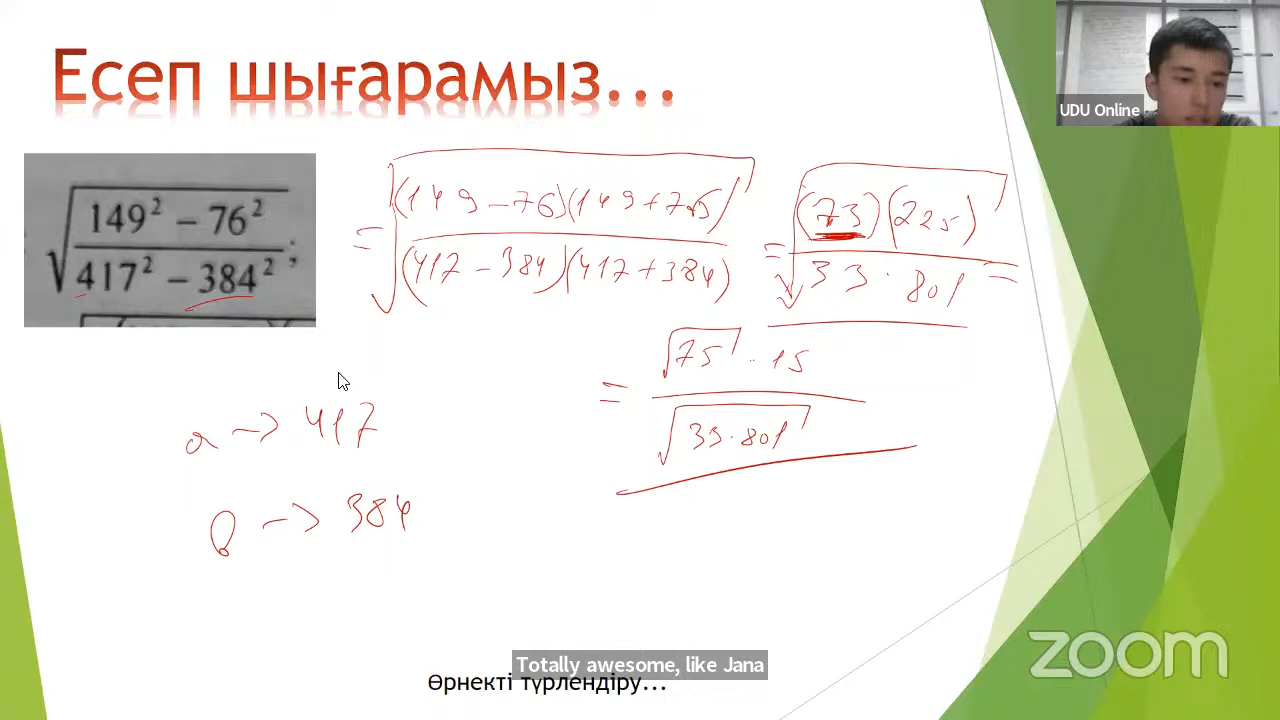 Есеп шығарамыз...
UDU Online
√(149² − 76² / 417² − 384²);
= √((149−76)(149+76) / (417−384)(417+384)) = √((73)(225) / 33·801) =
= √75 · 15 / √33·801
a → 417
b → 384
Totally awesome, like Jana
Өрнекті түрлендіру...
zoom